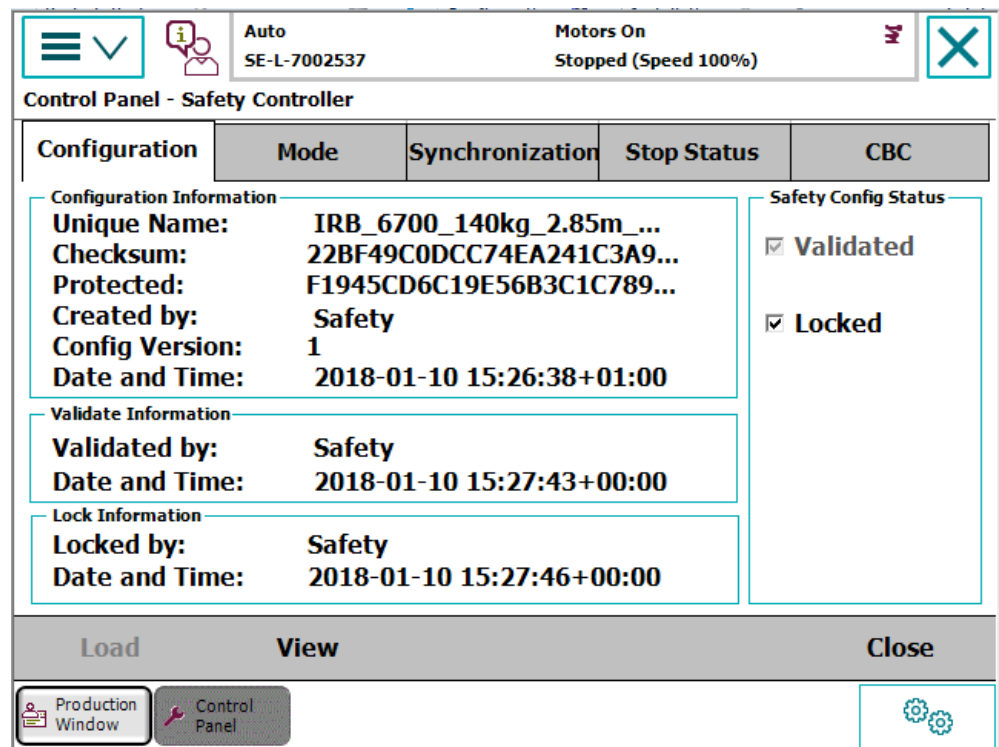 Auto Motors On
SE-L-7002537 Stopped (Speed 100%)
Control Panel - Safety Controller
Configuration Mode Synchronization Stop Status CBC
Configuration Information
Unique Name: IRB_6700_140kg_2.85m_...
Checksum: 22BF49C0DCC74EA241C3A9...
Protected: F1945CD6C19E56B3C1C789...
Created by: Safety
Config Version: 1
Date and Time: 2018-01-10 15:26:38+01:00
Validate Information
Validated by: Safety
Date and Time: 2018-01-10 15:27:43+00:00
Lock Information
Locked by: Safety
Date and Time: 2018-01-10 15:27:46+00:00
Safety Config Status
Validated
Locked
Load View Close
Production
Window
Control
Panel